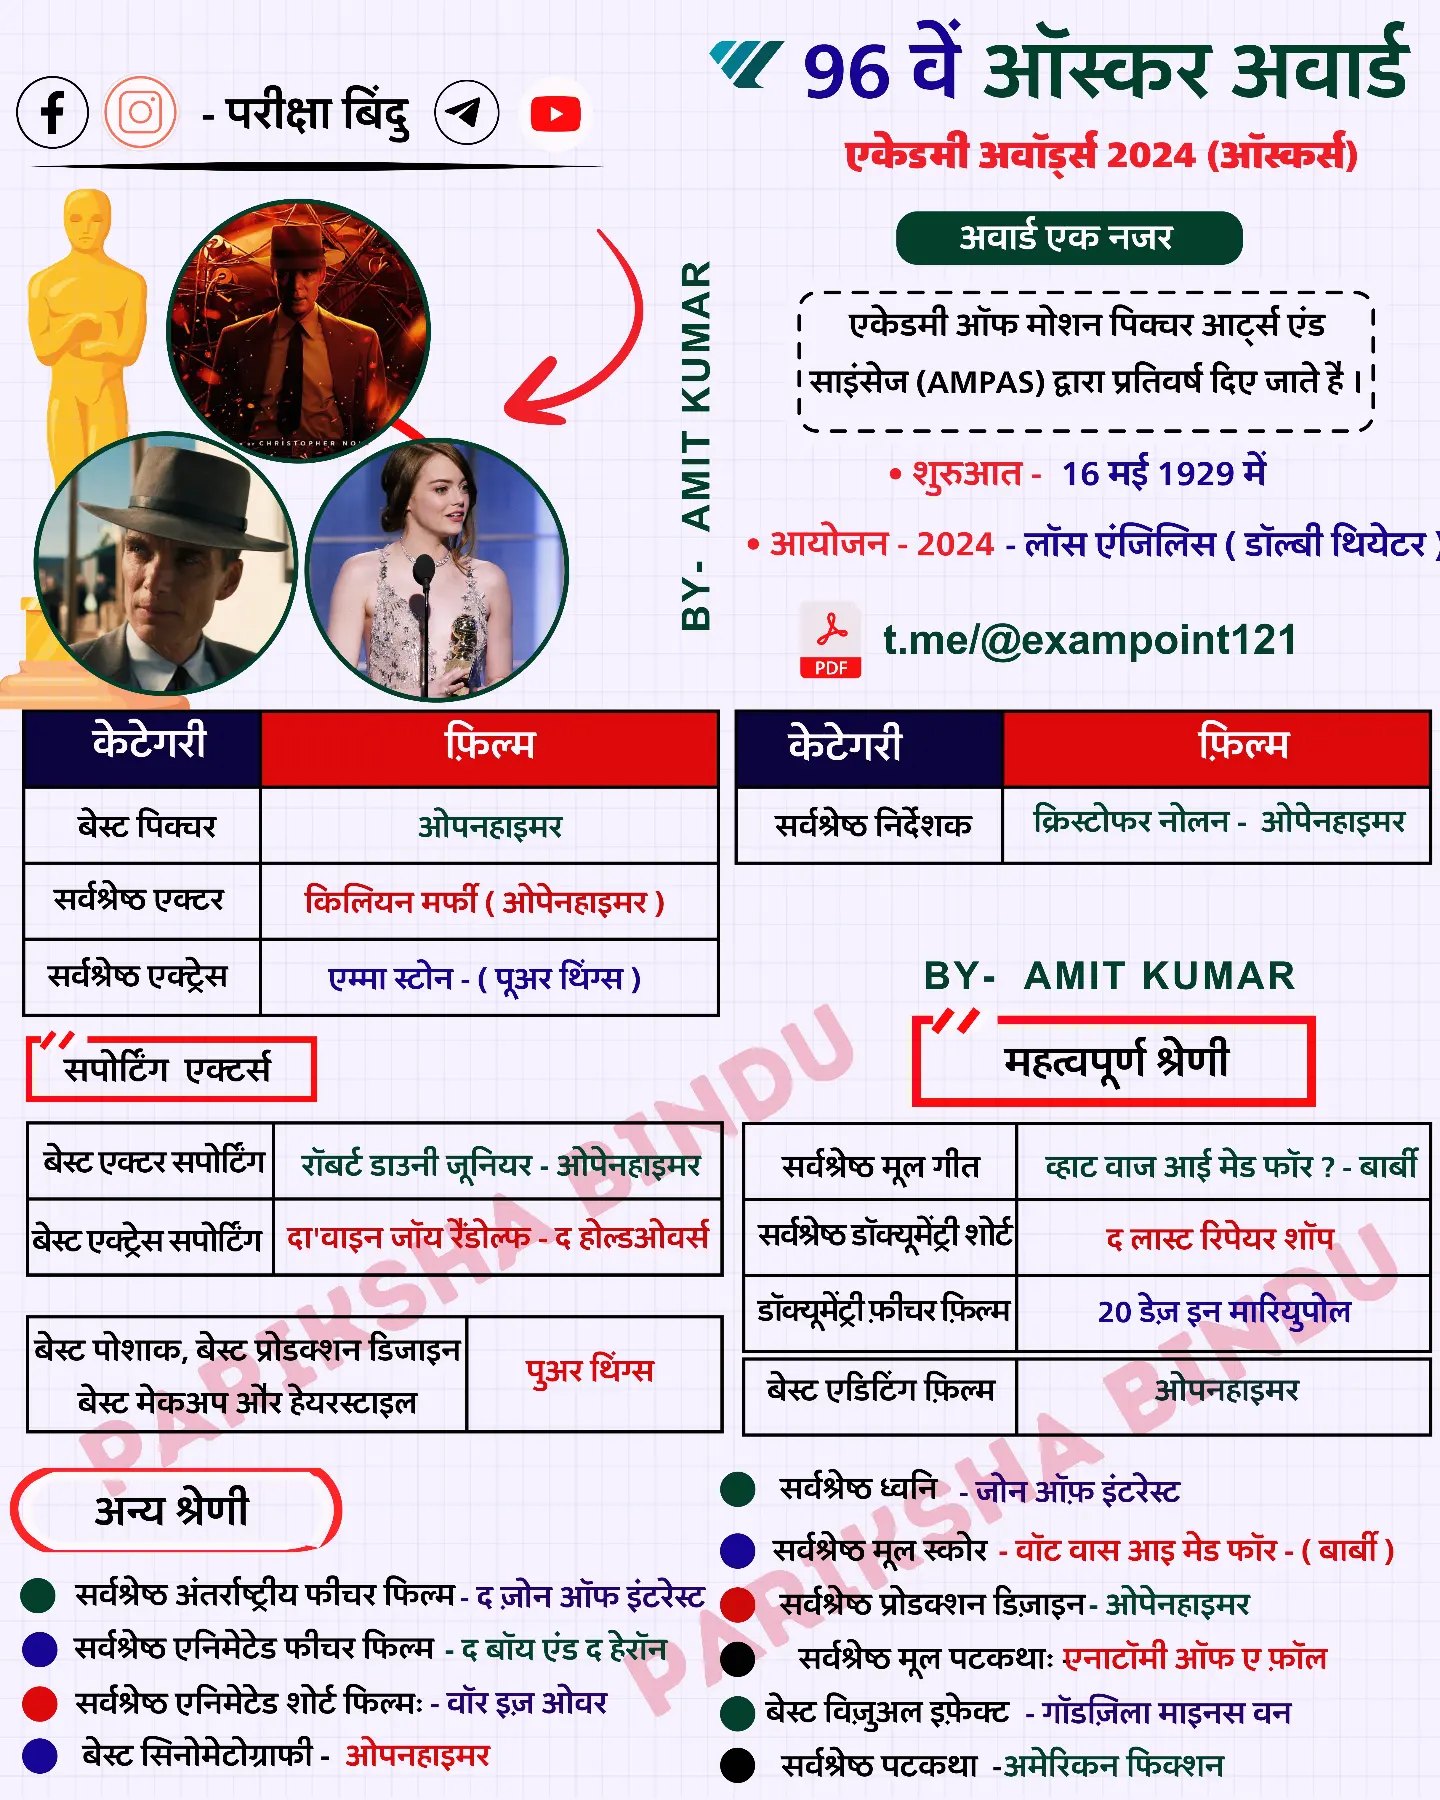 - परीक्षा बिंदु
96 वें ऑस्कर अवार्ड
एकेडमी अवॉर्ड्स 2024 (ऑस्कर्स)
अवार्ड एक नजर
एकेडमी ऑफ मोशन पिक्चर आर्ट्स एंड
साइंसेज (AMPAS) द्वारा प्रतिवर्ष दिए जाते है ।
• शुरुआत - 16 मई 1929 में
• आयोजन - 2024 - लॉस एंजिलिस ( डॉल्बी थियेटर )
PDF t.me/@exampoint121
BY- AMIT KUMAR
BY CHRISTOPHER NO
केटेगरी फ़िल्म
बेस्ट पिक्चर ओपनहाइमर
सर्वश्रेष्ठ एक्टर किलियन मर्फी ( ओपेनहाइमर )
सर्वश्रेष्ठ एक्ट्रेस एम्मा स्टोन - ( पूअर थिंग्स )
केटेगरी फ़िल्म
सर्वश्रेष्ठ निर्देशक क्रिस्टोफर नोलन - ओपेनहाइमर
BY- AMIT KUMAR
सपोर्टिंग एक्टर्स
बेस्ट एक्टर सपोर्टिंग रॉबर्ट डाउनी जूनियर - ओपेनहाइमर
बेस्ट एक्ट्रेस सपोर्टिंग दा'वाइन जॉय रैंडोल्फ - द होल्डओवर्स
बेस्ट पोशाक, बेस्ट प्रोडक्शन डिजाइन
बेस्ट मेकअप और हेयरस्टाइल
पुअर थिंग्स
महत्वपूर्ण श्रेणी
सर्वश्रेष्ठ मूल गीत व्हाट वाज आई मेड फॉर ? - बार्बी
सर्वश्रेष्ठ डॉक्यूमेंट्री शोर्ट द लास्ट रिपेयर शॉप
डॉक्यूमेंट्री फ़ीचर फ़िल्म 20 डेज़ इन मारियुपोल
बेस्ट एडिटिंग फ़िल्म ओपनहाइमर
अन्य श्रेणी
सर्वश्रेष्ठ अंतर्राष्ट्रीय फीचर फिल्म - द ज़ोन ऑफ इंटरेस्ट
सर्वश्रेष्ठ एनिमेटेड फीचर फिल्म - द बॉय एंड द हेरॉन
सर्वश्रेष्ठ एनिमेटेड शोर्ट फिल्मः - वॉर इज़ ओवर
बेस्ट सिनोमेटोग्राफी - ओपनहाइमर
सर्वश्रेष्ठ ध्वनि - जोन ऑफ़ इंटरेस्ट
सर्वश्रेष्ठ मूल स्कोर - वॉट वास आइ मेड फॉर - ( बार्बी )
सर्वश्रेष्ठ प्रोडक्शन डिज़ाइन - ओपेनहाइमर
सर्वश्रेष्ठ मूल पटकथाः -एनाटॉमी ऑफ ए फ़ॉल
बेस्ट विज़ुअल इफ़ेक्ट - गॉडज़िला माइनस वन
सर्वश्रेष्ठ पटकथा -अमेरिकन फिक्शन
PARIKSHA BINDU
PARIKSHA BINDU